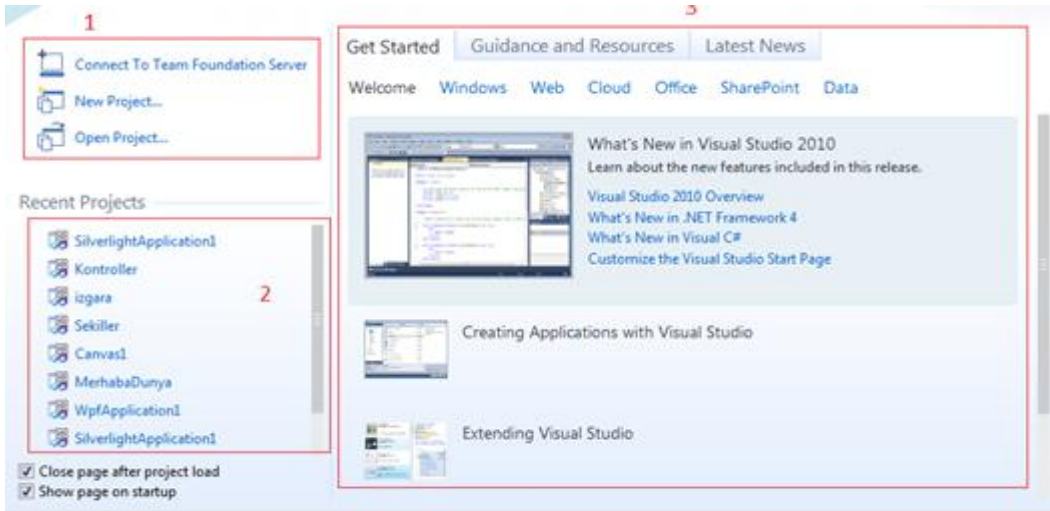 1
Connect To Team Foundation Server
New Project...
Open Project...
Recent Projects
SilverlightApplication1
Kontroller
izgara
Sekiller
Canvas1
MerhabaDunya
WpfApplication1
SilverlightApplication1
2
Close page after project load
Show page on startup
3
Get Started Guidance and Resources Latest News
Welcome Windows Web Cloud Office SharePoint Data
What's New in Visual Studio 2010
Learn about the new features included in this release.
Visual Studio 2010 Overview
What's New in .NET Framework 4
What's New in Visual C#
Customize the Visual Studio Start Page
Creating Applications with Visual Studio
Extending Visual Studio